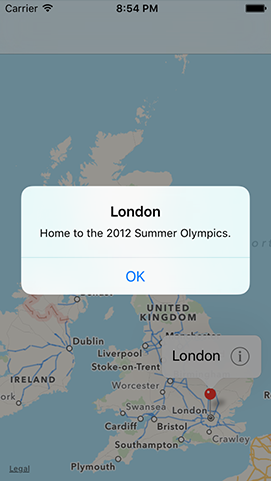 Carrier 8:54 PM
London
Home to the 2012 Summer Olympics.
OK
UNITED
KINGDOM
Dublin
Liverpool
Stoke-on-Trent
London
IRELAND
Worcester
Swansea
London
Cardiff
Bristol
Crawley
Southampton
Plymouth
Legal